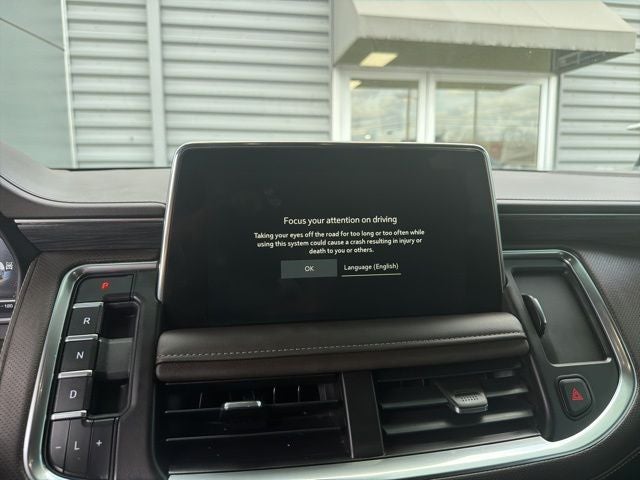 Focus your attention on driving
Taking your eyes off the road for too long or too often while
using this system could cause a crash resulting in injury or
death to you or others.
OK
Language (English)
P
R
N
D
- L +